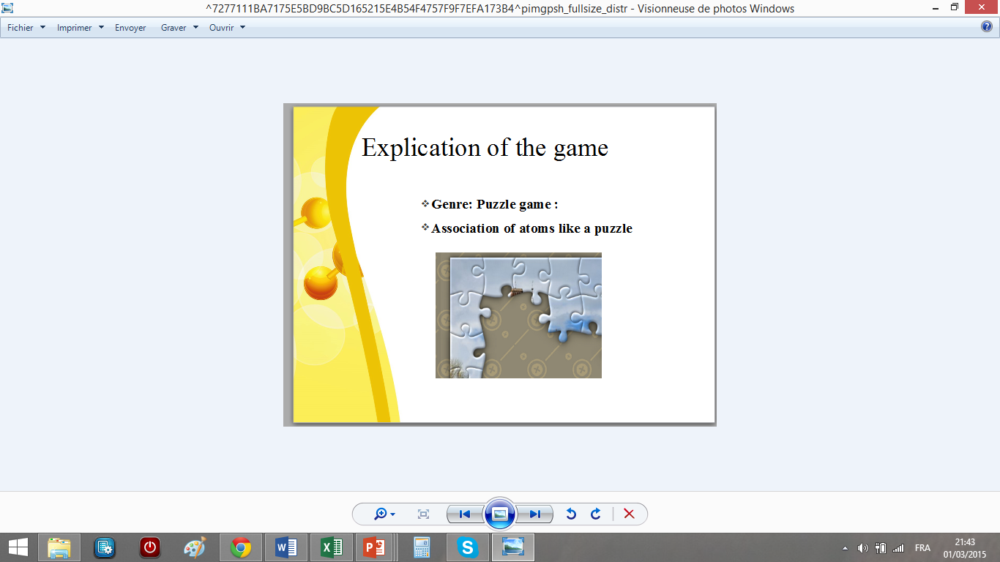 ^7277111BA7175E5BD9BC5D165215E4B54F4757F9F7EFA173B4^pimgpsh_fullsize_distr - Visionneuse de photos Windows
Fichier Imprimer Envoyer Graver Ouvrir
Explication of the game
Genre: Puzzle game :
Association of atoms like a puzzle
FRA
21:43
01/03/2015